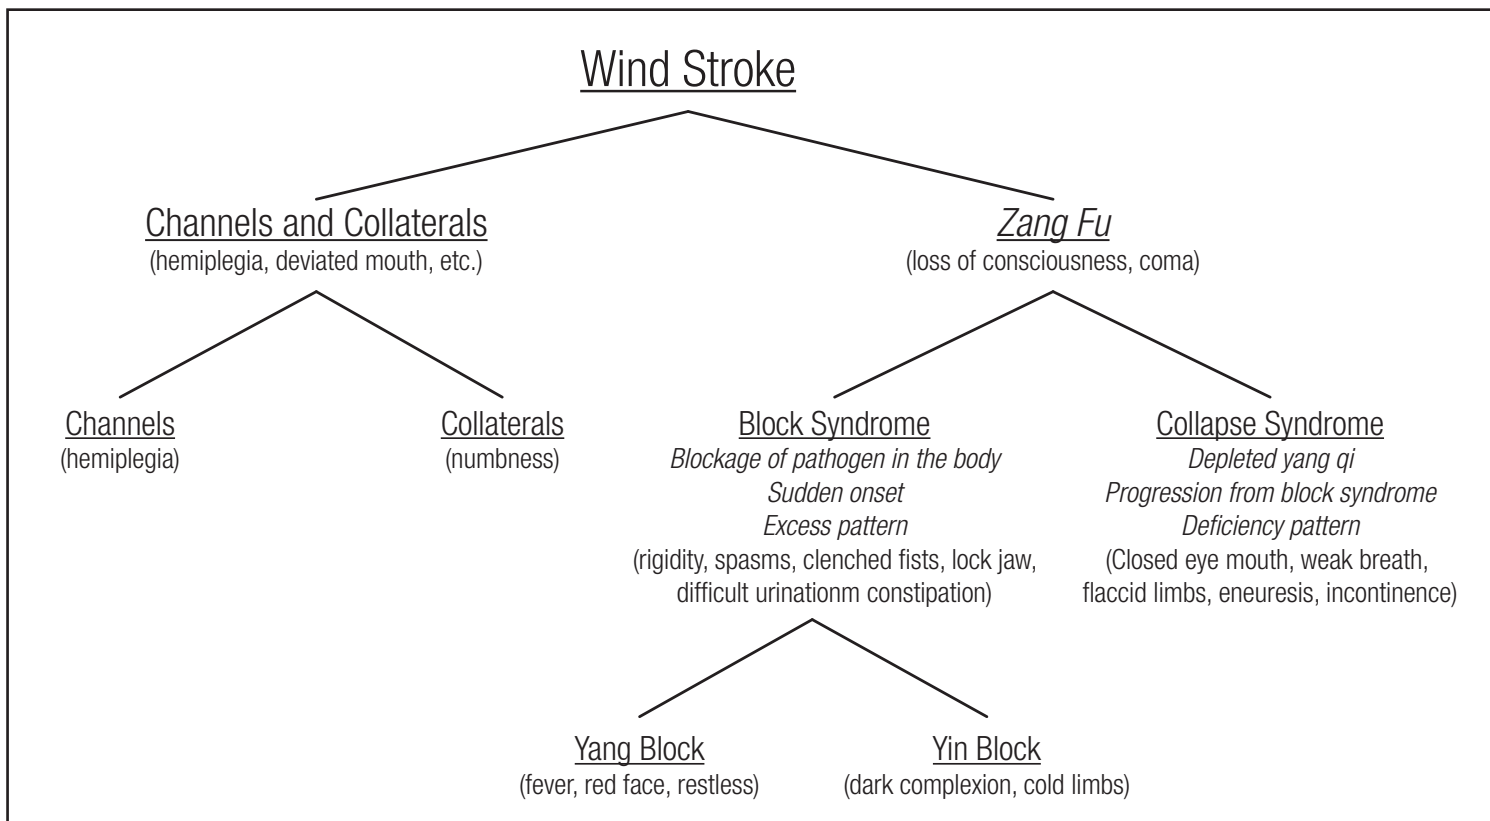 Wind Stroke
Channels and Collaterals
(hemiplegia, deviated mouth, etc.)
Zang Fu
(loss of consciousness, coma)
Channels
(hemiplegia)
Collaterals
(numbness)
Block Syndrome
Blockage of pathogen in the body
Sudden onset
Excess pattern
(rigidity, spasms, clenched fists, lock jaw,
difficult urinationm constipation)
Collapse Syndrome
Depleted yang qi
Progression from block syndrome
Deficiency pattern
(Closed eye mouth, weak breath,
flaccid limbs, eneuresis, incontinence)
Yang Block
(fever, red face, restless)
Yin Block
(dark complexion, cold limbs)